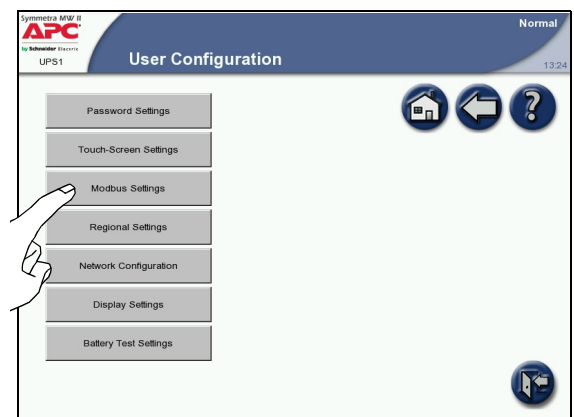 Symmetra MW II
APC
by Schneider Electric
UPS1
User Configuration
Normal
13:24
Password Settings
Touch-Screen Settings
Modbus Settings
Regional Settings
Network Configuration
Display Settings
Battery Test Settings
?